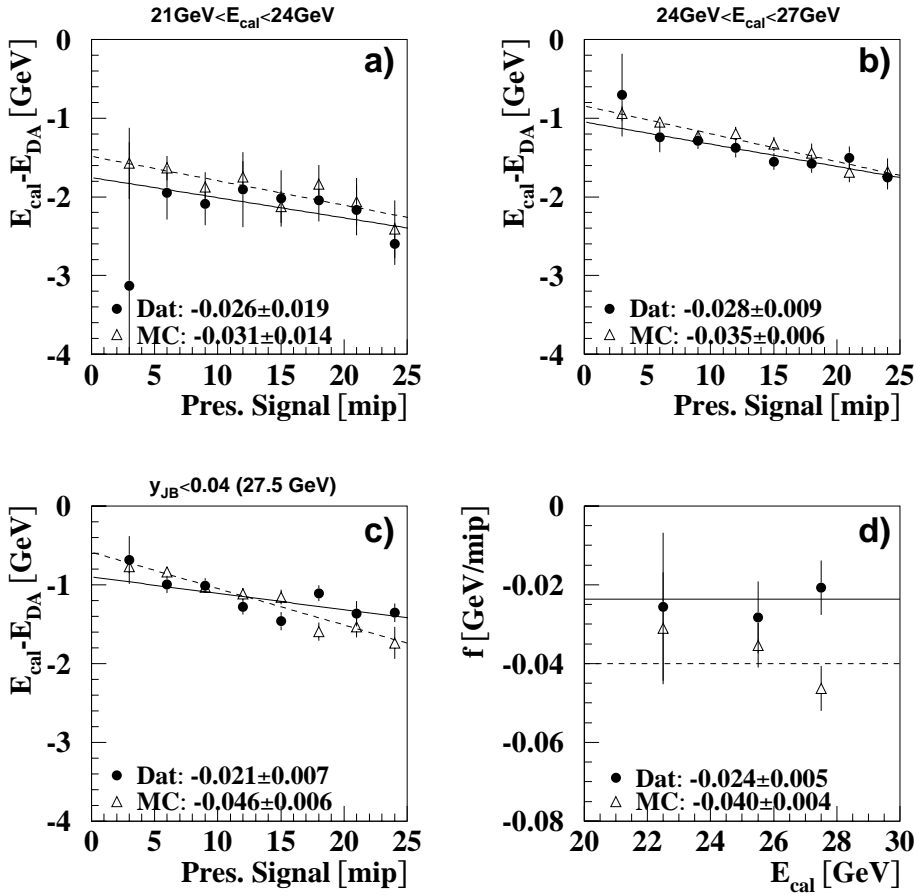 21GeV<E_cal<24GeV
a)
E_cal-E_DA [GeV]
0
-1
-2
-3
-4
Dat: -0.026±0.019
MC: -0.031±0.014
0 5 10 15 20 25
Pres. Signal [mip]
24GeV<E_cal<27GeV
b)
E_cal-E_DA [GeV]
0
-1
-2
-3
-4
Dat: -0.028±0.009
MC: -0.035±0.006
0 5 10 15 20 25
Pres. Signal [mip]
y_JB<0.04 (27.5 GeV)
c)
E_cal-E_DA [GeV]
0
-1
-2
-3
-4
Dat: -0.021±0.007
MC: -0.046±0.006
0 5 10 15 20 25
Pres. Signal [mip]
d)
f [GeV/mip]
0
-0.02
-0.04
-0.06
-0.08
Dat: -0.024±0.005
MC: -0.040±0.004
20 22 24 26 28 30
E_cal [GeV]